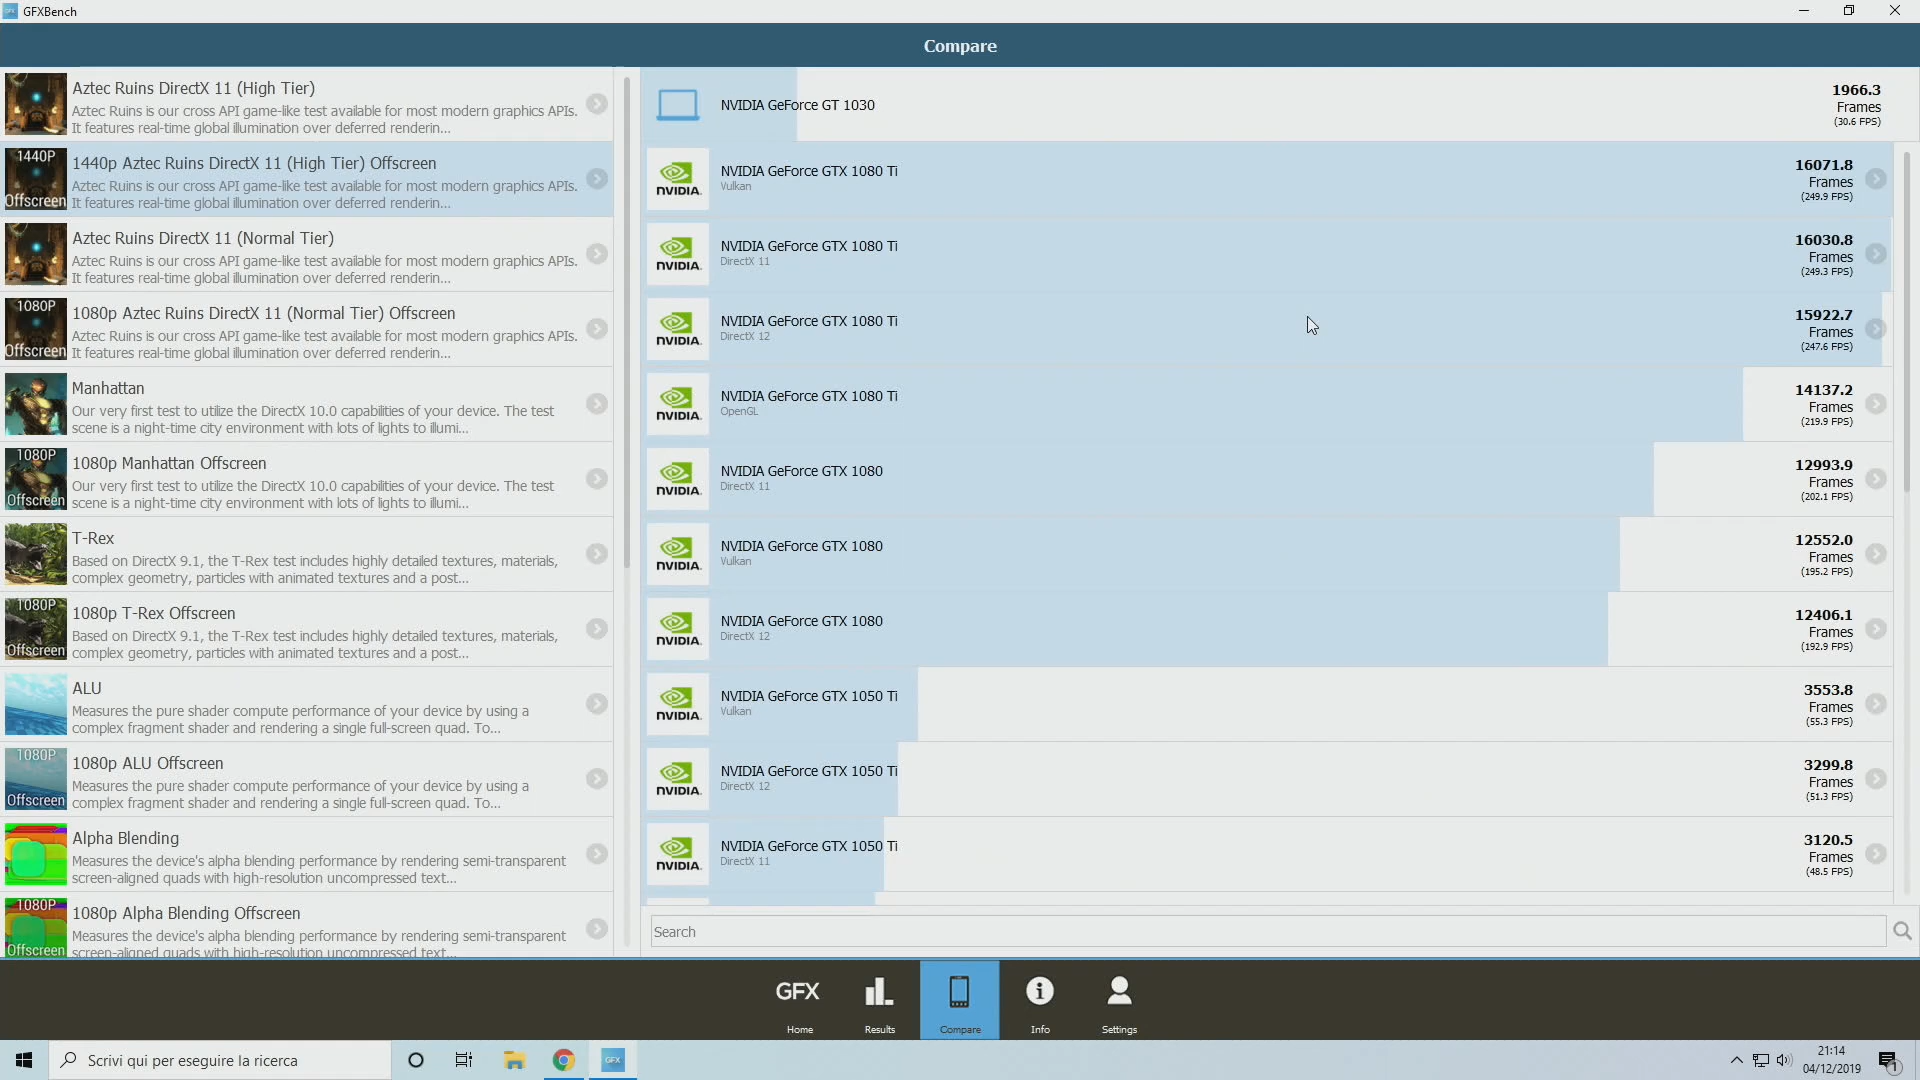 GFXBench
Compare
Aztec Ruins DirectX 11 (High Tier)
Aztec Ruins is our cross API game-like test available for most modern graphics APIs.
It features real-time global illumination over deferred renderin...
1440P
Offscreen
1440p Aztec Ruins DirectX 11 (High Tier) Offscreen
Aztec Ruins is our cross API game-like test available for most modern graphics APIs.
It features real-time global illumination over deferred renderin...
Aztec Ruins DirectX 11 (Normal Tier)
Aztec Ruins is our cross API game-like test available for most modern graphics APIs.
It features real-time global illumination over deferred renderin...
1080P
Offscreen
1080p Aztec Ruins DirectX 11 (Normal Tier) Offscreen
Aztec Ruins is our cross API game-like test available for most modern graphics APIs.
It features real-time global illumination over deferred renderin...
Manhattan
Our very first test to utilize the DirectX 10.0 capabilities of your device. The test
scene is a night-time city environment with lots of lights to illumi...
1080P
Offscreen
1080p Manhattan Offscreen
Our very first test to utilize the DirectX 10.0 capabilities of your device. The test
scene is a night-time city environment with lots of lights to illumi...
T-Rex
Based on DirectX 9.1, the T-Rex test includes highly detailed textures, materials,
complex geometry, particles with animated textures and a post...
1080P
Offscreen
1080p T-Rex Offscreen
Based on DirectX 9.1, the T-Rex test includes highly detailed textures, materials,
complex geometry, particles with animated textures and a post...
ALU
Measures the pure shader compute performance of your device by using a
complex fragment shader and rendering a single full-screen quad. To...
1080P
Offscreen
1080p ALU Offscreen
Measures the pure shader compute performance of your device by using a
complex fragment shader and rendering a single full-screen quad. To...
Alpha Blending
Measures the device's alpha blending performance by rendering semi-transparent
screen-aligned quads with high-resolution uncompressed text...
1080P
Offscreen
1080p Alpha Blending Offscreen
Measures the device's alpha blending performance by rendering semi-transparent
screen-aligned quads with high-resolution uncompressed text...
NVIDIA GeForce GT 1030
1966.3
Frames
(30.6 FPS)
NVIDIA.
NVIDIA GeForce GTX 1080 Ti
Vulkan
16071.8
Frames
(249.9 FPS)
NVIDIA.
NVIDIA GeForce GTX 1080 Ti
DirectX 11
16030.8
Frames
(249.3 FPS)
NVIDIA.
NVIDIA GeForce GTX 1080 Ti
DirectX 12
15922.7
Frames
(247.6 FPS)
NVIDIA.
NVIDIA GeForce GTX 1080 Ti
OpenGL
14137.2
Frames
(219.9 FPS)
NVIDIA.
NVIDIA GeForce GTX 1080
DirectX 11
12993.9
Frames
(202.1 FPS)
NVIDIA.
NVIDIA GeForce GTX 1080
Vulkan
12552.0
Frames
(195.2 FPS)
NVIDIA.
NVIDIA GeForce GTX 1080
DirectX 12
12406.1
Frames
(192.9 FPS)
NVIDIA.
NVIDIA GeForce GTX 1050 Ti
Vulkan
3553.8
Frames
(55.3 FPS)
NVIDIA.
NVIDIA GeForce GTX 1050 Ti
DirectX 12
3299.8
Frames
(51.3 FPS)
NVIDIA.
NVIDIA GeForce GTX 1050 Ti
DirectX 11
3120.5
Frames
(48.5 FPS)
Search
GFX
Home
Results
Compare
Info
Settings
Scrivi qui per eseguire la ricerca
GFX
21:14
04/12/2019
1